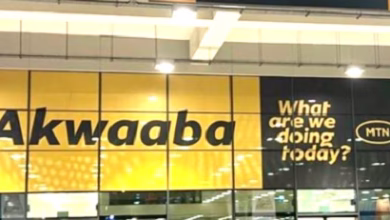 Akwaaba
What
are we
doing
today?
MTN